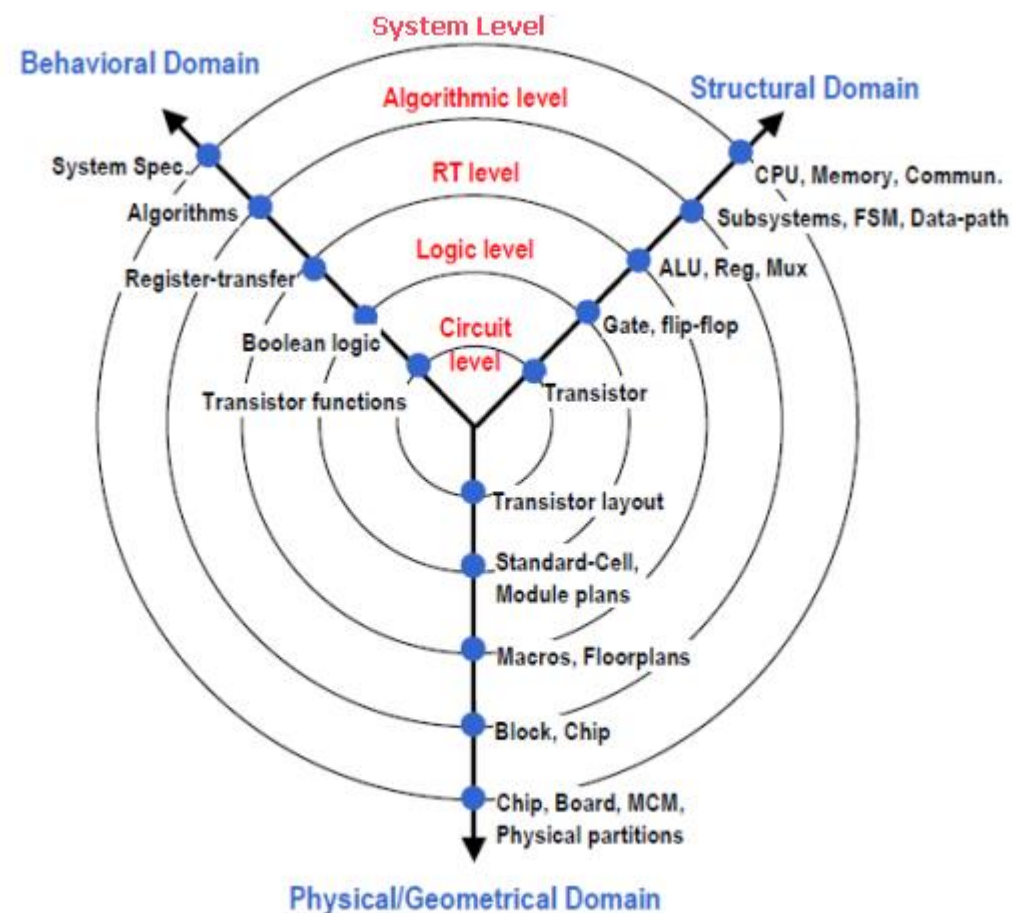 System Level
Behavioral Domain
Structural Domain
Algorithmic level
System Spec.
CPU, Memory, Commun.
RT level
Algorithms
Subsystems, FSM, Data-path
Logic level
Register-transfer
ALU, Reg, Mux
Circuit
level
Boolean logic
Gate, flip-flop
Transistor functions
Transistor
Transistor layout
Standard-Cell,
Module plans
Macros, Floorplans
Block, Chip
Chip, Board, MCM,
Physical partitions
Physical/Geometrical Domain